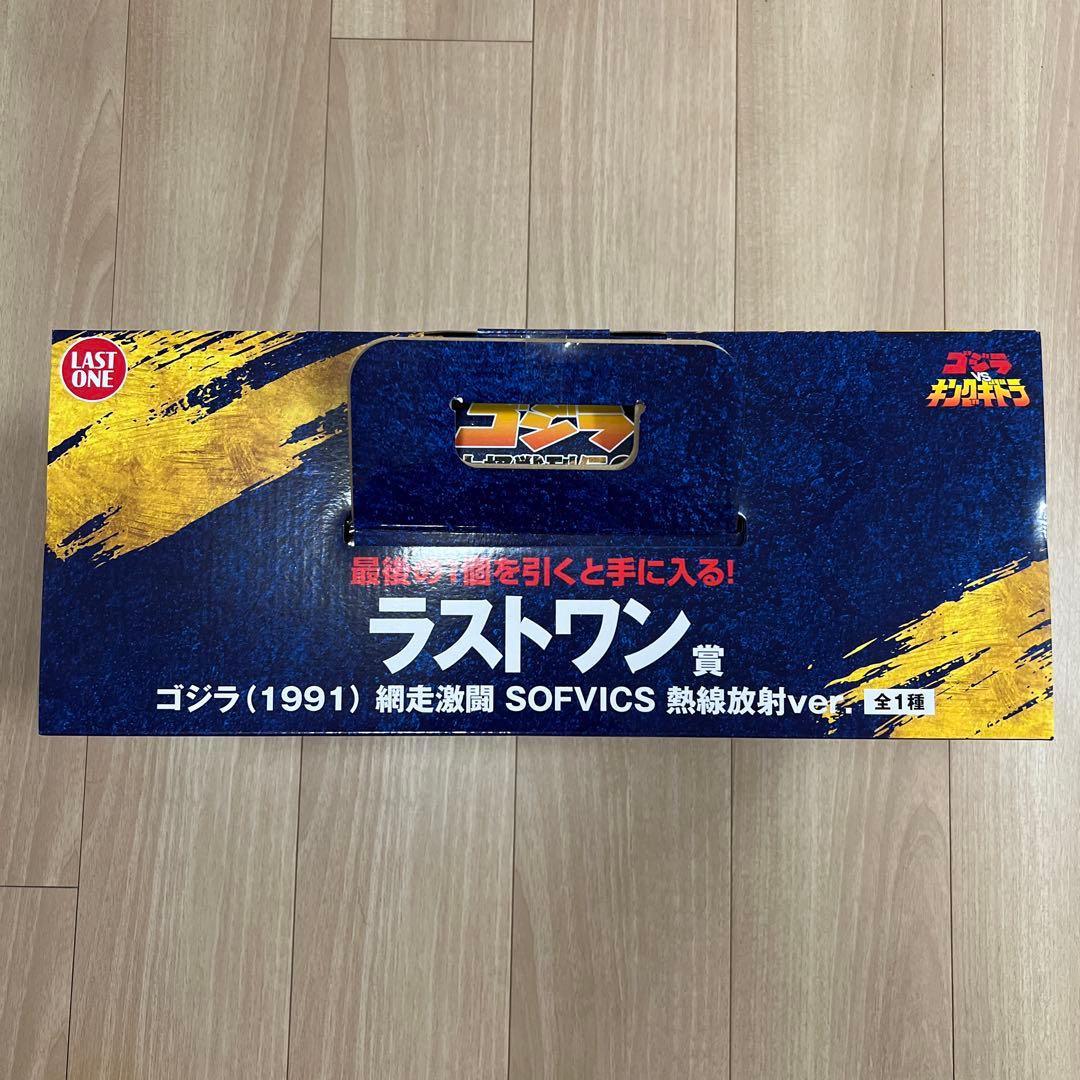 LAST
ONE
ゴジラ
VS
キングギドラ
ゴジラ
最後の1個を引くと手に入る!
ラストワン賞
ゴジラ(1991) 網走激闘 SOFVICS 熱線放射ver. 全1種